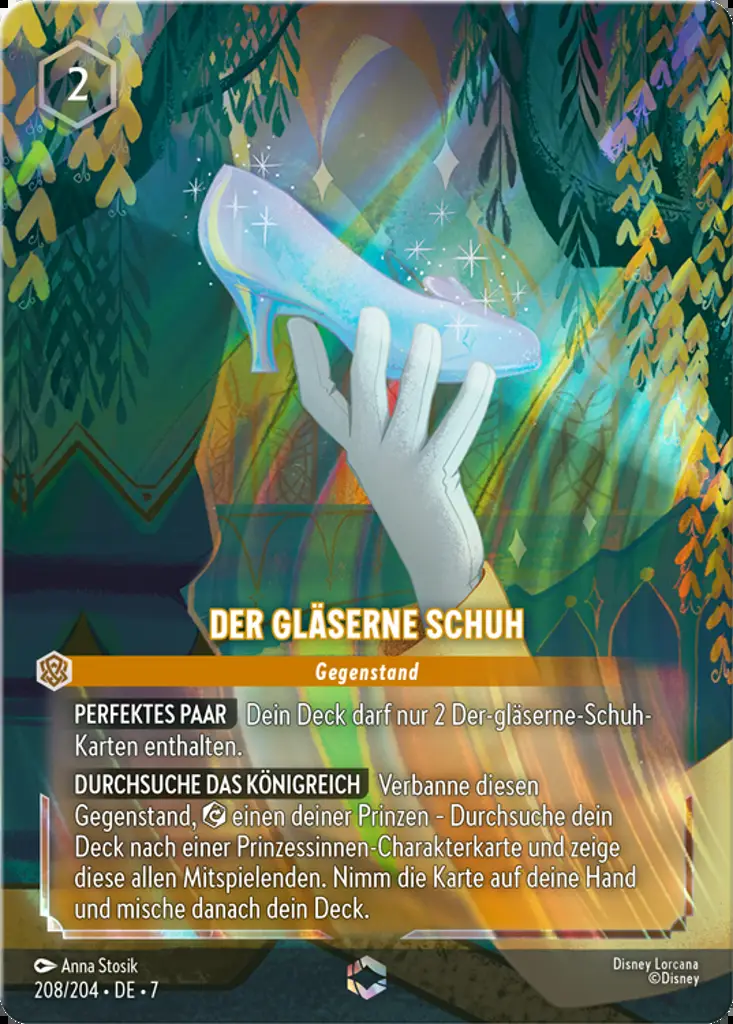 2
DER GLÄSERNE SCHUH
Gegenstand
PERFEKTES PAAR Dein Deck darf nur 2 Der-gläserne-Schuh-
Karten enthalten.
DURCHSUCHE DAS KÖNIGREICH Verbanne diesen
Gegenstand, einen deiner Prinzen - Durchsuche dein
Deck nach einer Prinzessinnen-Charakterkarte und zeige
diese allen Mitspielenden. Nimm die Karte auf deine Hand
und mische danach dein Deck.
Anna Stosik
208/204 • DE • 7
Disney Lorcana
©Disney